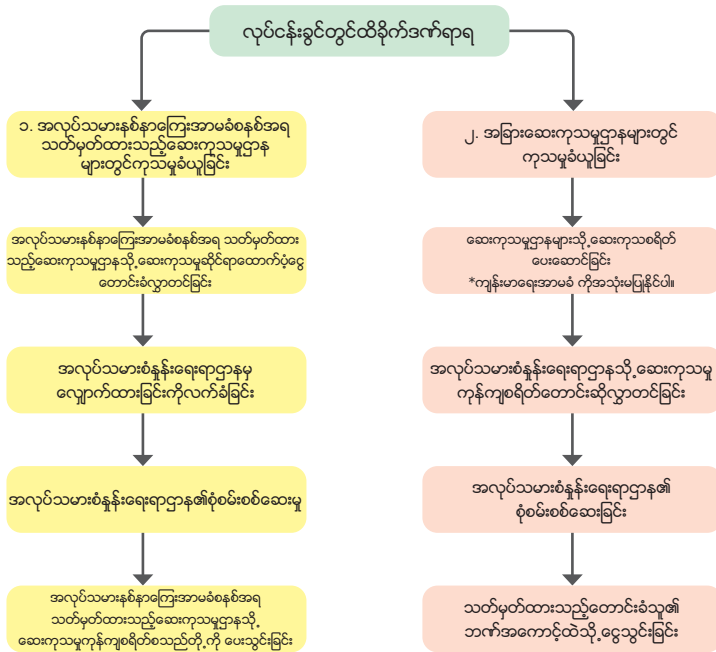 လုပ်ငန်းခွင်တွင်ထိခိုက်ဒဏ်ရာရ
၁. အလုပ်သမားနစ်နာကြေးအာမခံစနစ်အရ
သတ်မှတ်ထားသည့်ဆေးကုသမှုဌာန
များတွင်ကုသမှုခံယူခြင်း
အလုပ်သမားနစ်နာကြေးအာမခံစနစ်အရ သတ်မှတ်ထား
သည့်ဆေးကုသမှုဌာနသို့ ဆေးကုသမှုဆိုင်ရာထောက်ပံ့ငွေ
တောင်းခံလွှာတင်ခြင်း
အလုပ်သမားစံနှုန်းရေးရာဌာနမှ
လျှောက်ထားခြင်းကိုလက်ခံခြင်း
အလုပ်သမားစံနှုန်းရေးရာဌာန၏စုံစမ်းစစ်ဆေးမှု
အလုပ်သမားနစ်နာကြေးအာမခံစနစ်အရ
သတ်မှတ်ထားသည့်ဆေးကုသမှုဌာနသို့
ဆေးကုသမှုကုန်ကျစရိတ်စသည်တို့ ကို ပေးသွင်းခြင်း
၂. အခြားဆေးကုသမှုဌာနများတွင်
ကုသမှုခံယူခြင်း
ဆေးကုသမှုဌာနများသို့ ဆေးကုသစရိတ်
ပေးဆောင်ခြင်း
*ကျန်းမာရေးအာမခံ ကိုအသုံးမပြုနိုင်ပါ။
အလုပ်သမားစံနှုန်းရေးရာဌာနသို့ ဆေးကုသမှု
ကုန်ကျစရိတ်တောင်းဆိုလွှာတင်ခြင်း
အလုပ်သမားစံနှုန်းရေးရာဌာန၏
စုံစမ်းစစ်ဆေးခြင်း
သတ်မှတ်ထားသည့်တောင်းခံသူ၏
ဘဏ်အကောင့်ထဲသို့ ငွေသွင်းခြင်း